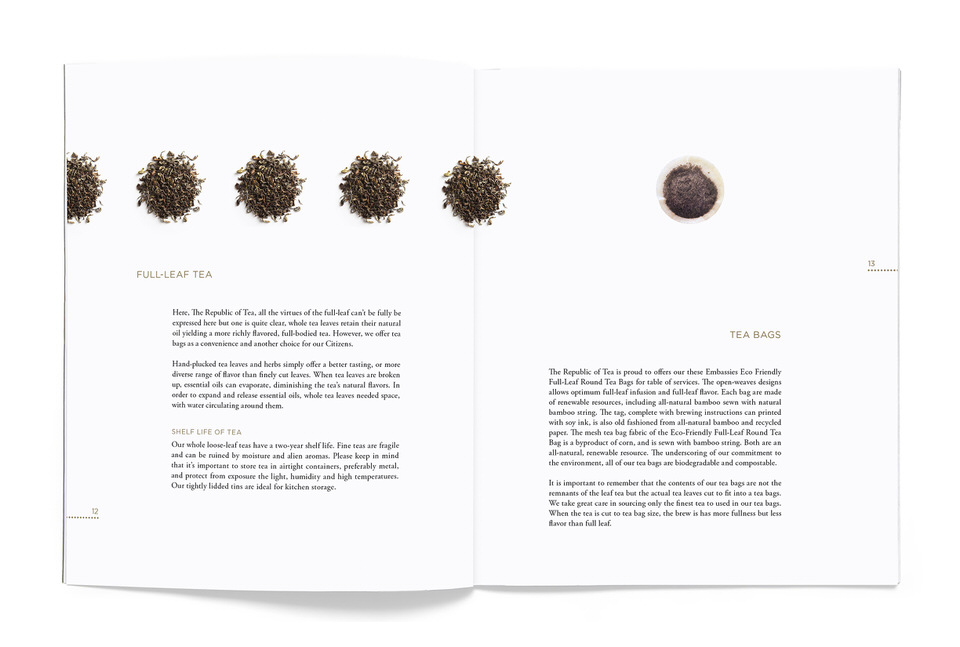 FULL-LEAF TEA
Here, The Republic of Tea, all the virtues of the full-leaf can't be fully be
expressed here but one is quite clear, whole tea leaves retain their natural
oil yielding a more richly flavored, full-bodied tea. However, we offer tea
bags as a convenience and another choice for our Citizens.
Hand-plucked tea leaves and herbs simply offer a better tasting, or more
diverse range of flavor than finely cut leaves. When tea leaves are broken
up, essential oils can evaporate, diminishing the tea's natural flavors. In
order to expand and release essential oils, whole tea leaves needed space,
with water circulating around them.
SHELF LIFE OF TEA
Our whole loose-leaf teas have a two-year shelf life. Fine teas are fragile
and can be ruined by moisture and alien aromas. Please keep in mind
that it's important to store tea in airtight containers, preferably metal,
and protect from exposure the light, humidity and high temperatures.
Our tightly lidded tins are ideal for kitchen storage.
12
13
TEA BAGS
The Republic of Tea is proud to offers our these Embassies Eco Friendly
Full-Leaf Round Tea Bags for table of services. The open-weaves designs
allows optimum full-leaf infusion and full-leaf flavor. Each bag are made
of renewable resources, including all-natural bamboo sewn with natural
bamboo string. The tag, complete with brewing instructions can printed
with soy ink, is also old fashioned from all-natural bamboo and recycled
paper. The mesh tea bag fabric of the Eco-Friendly Full-Leaf Round Tea
Bag is a byproduct of corn, and is sewn with bamboo string. Both are an
all-natural, renewable resource. The underscoring of our commitment to
the environment, all of our tea bags are biodegradable and compostable.
It is important to remember that the contents of our tea bags are not the
remnants of the leaf tea but the actual tea leaves cut to fit into a tea bags.
We take great care in sourcing only the finest tea to used in our tea bags.
When the tea is cut to tea bag size, the brew is has more fullness but less
flavor than full leaf.